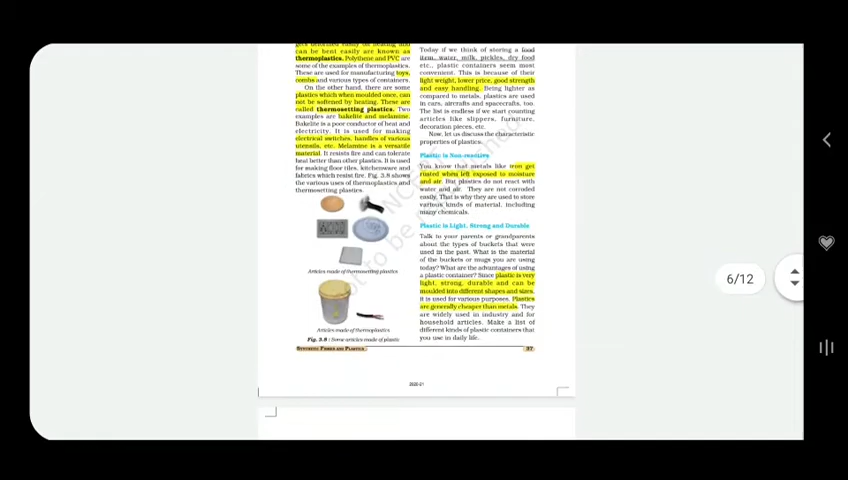 gets deformed easily on heating and
can be bent easily are known as
thermoplastics. Polythene and PVC are
some of the examples of thermoplastics.
These are used for manufacturing toys,
combs and various types of containers.
On the other hand, there are some
plastics which when moulded once, can
not be softened by heating. These are
called thermosetting plastics. Two
examples are bakelite and melamine.
Bakelite is a poor conductor of heat and
electricity. It is used for making
electrical switches, handles of various
utensils, etc. Melamine is a versatile
material. It resists fire and can tolerate
heat better than other plastics. It is used
for making floor tiles, kitchenware and
fabrics which resist fire. Fig. 3.8 shows
the various uses of thermoplastics and
thermosetting plastics.
Articles made of thermosetting plastics
Articles made of thermoplastics
Fig. 3.8 : Some articles made of plastic
Synthetic Fibres and Plastics
Today if we think of storing a food
item, water, milk, pickles, dry food
etc., plastic containers seem most
convenient. This is because of their
light weight, lower price, good strength
and easy handling. Being lighter as
compared to metals, plastics are used
in cars, aircrafts and spacecrafts, too.
The list is endless if we start counting
articles like slippers, furniture,
decoration pieces, etc.
Now, let us discuss the characteristic
properties of plastics.
Plastic is Non-reactive
You know that metals like iron get
rusted when left exposed to moisture
and air. But plastics do not react with
water and air. They are not corroded
easily. That is why they are used to store
various kinds of material, including
many chemicals.
Plastic is Light, Strong and Durable
Talk to your parents or grandparents
about the types of buckets that were
used in the past. What is the material
of the buckets or mugs you are using
today? What are the advantages of using
a plastic container? Since plastic is very
light, strong, durable and can be
moulded into different shapes and sizes,
it is used for various purposes. Plastics
are generally cheaper than metals. They
are widely used in industry and for
household articles. Make a list of
different kinds of plastic containers that
you use in daily life.
37
2020-21
6/12